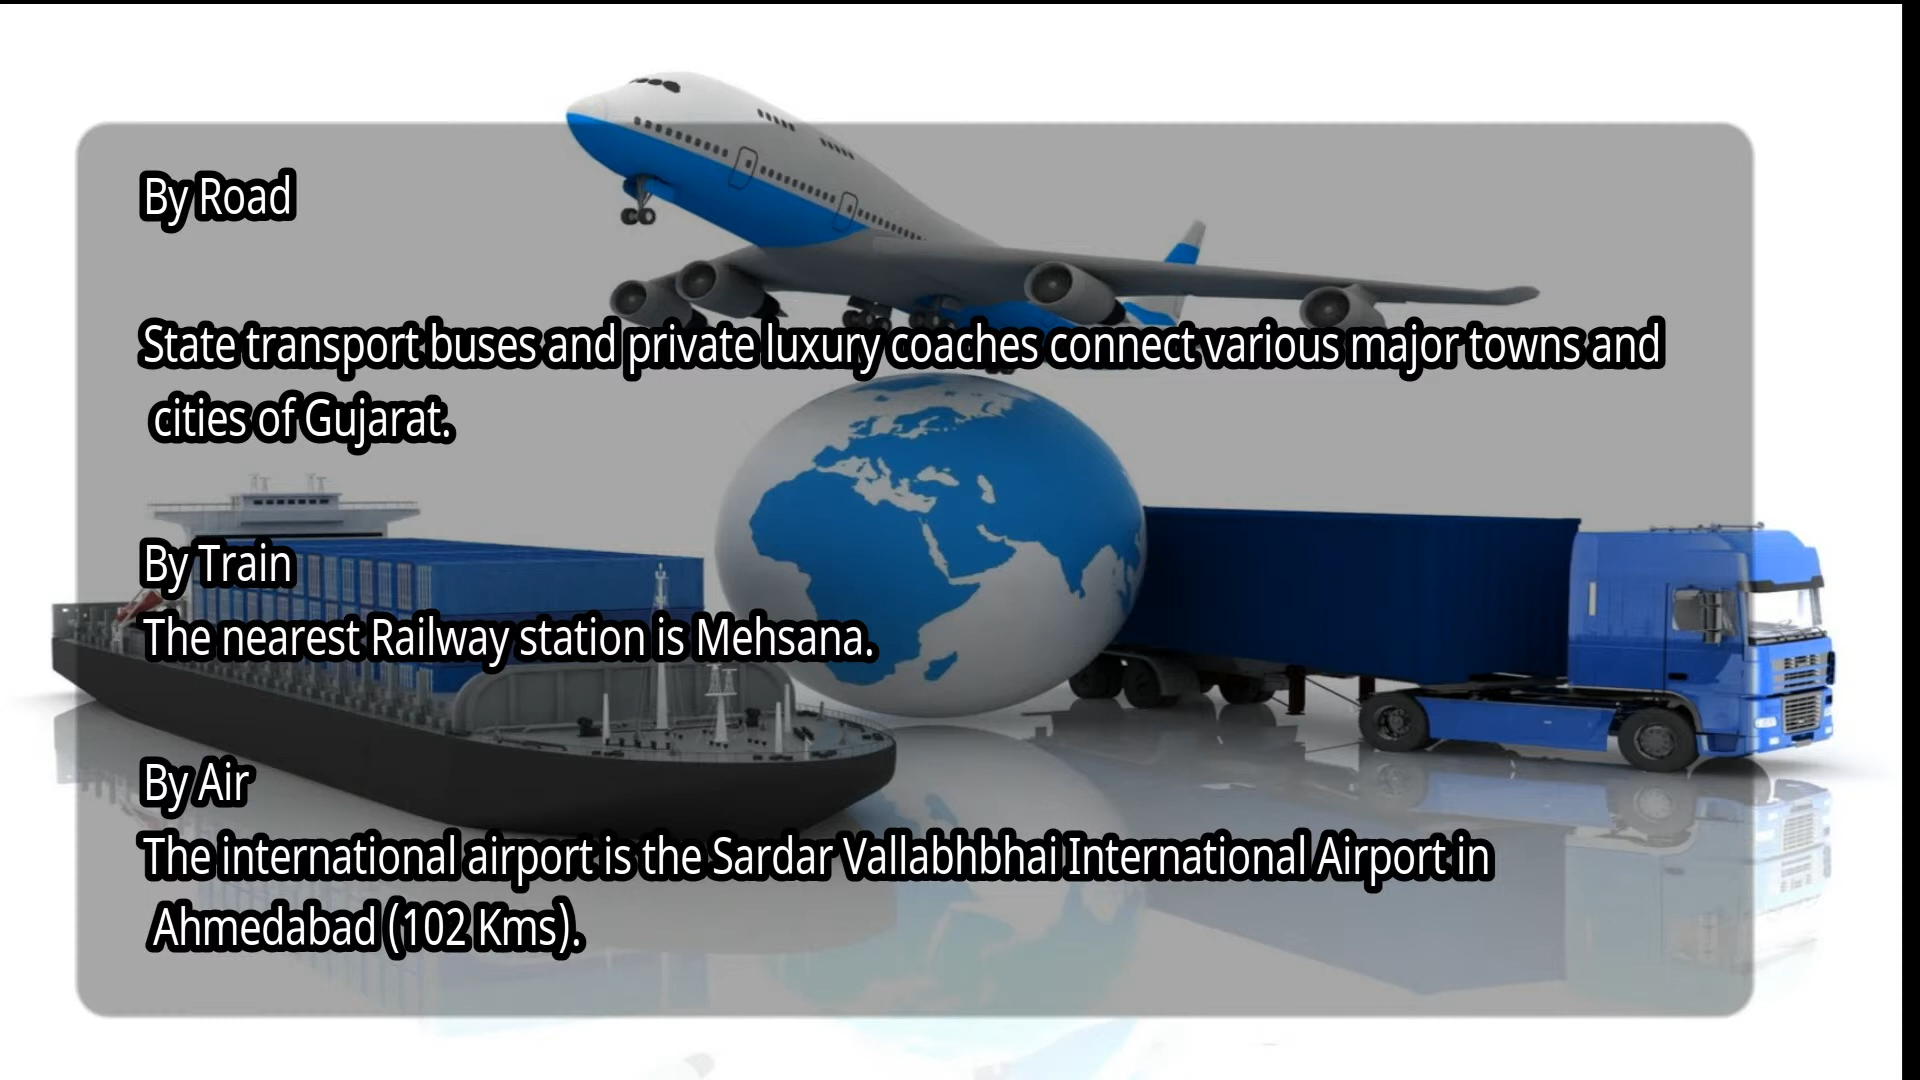 By Road
State transport buses and private luxury coaches connect various major towns and
cities of Gujarat.
By Train
The nearest Railway station is Mehsana.
By Air
The international airport is the Sardar Vallabhbhai International Airport in
Ahmedabad (102 Kms).